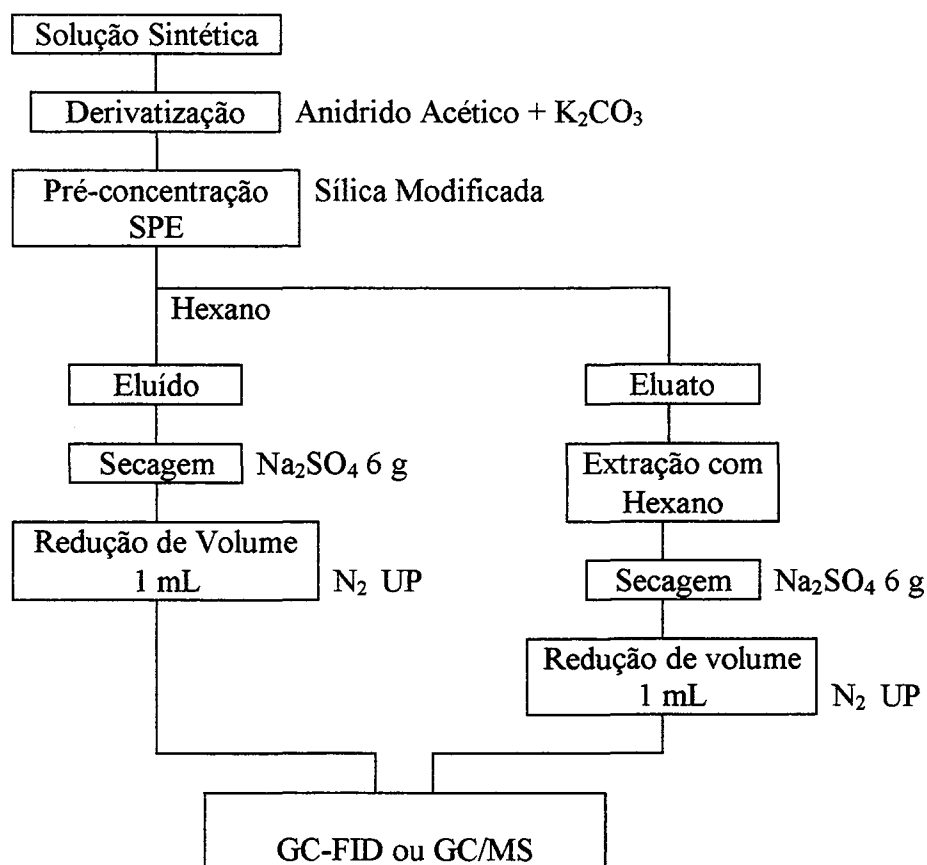 Solução Sintética
Derivatização Anidrido Acético + K₂CO₃
Pré-concentração Sílica Modificada
SPE
Hexano
Eluído
Secagem Na₂SO₄ 6 g
Redução de Volume
1 mL N₂ UP
Eluato
Extração com
Hexano
Secagem Na₂SO₄ 6 g
Redução de volume
1 mL N₂ UP
GC-FID ou GC/MS